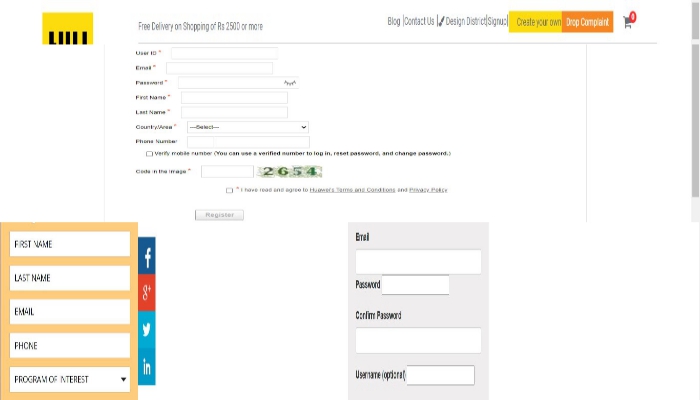 Free Delivery on Shopping of Rs 2500 or more
Blog |Contact Us | Design District|Signup| Create your own Drop Complaint
0
User ID *
Email *
Password *
First Name *
Last Name *
Country/Area * ---Select---
Phone Number
Verify mobile number (You can use a verified number to log in, reset password, and change password.)
Code in the Image * 2654
* I have read and agree to Huawei's Terms and Conditions and Privacy Policy
Register
FIRST NAME
LAST NAME
EMAIL
PHONE
PROGRAM OF INTEREST
f
g+
in
Email
Password
Confirm Password
Username (optional)